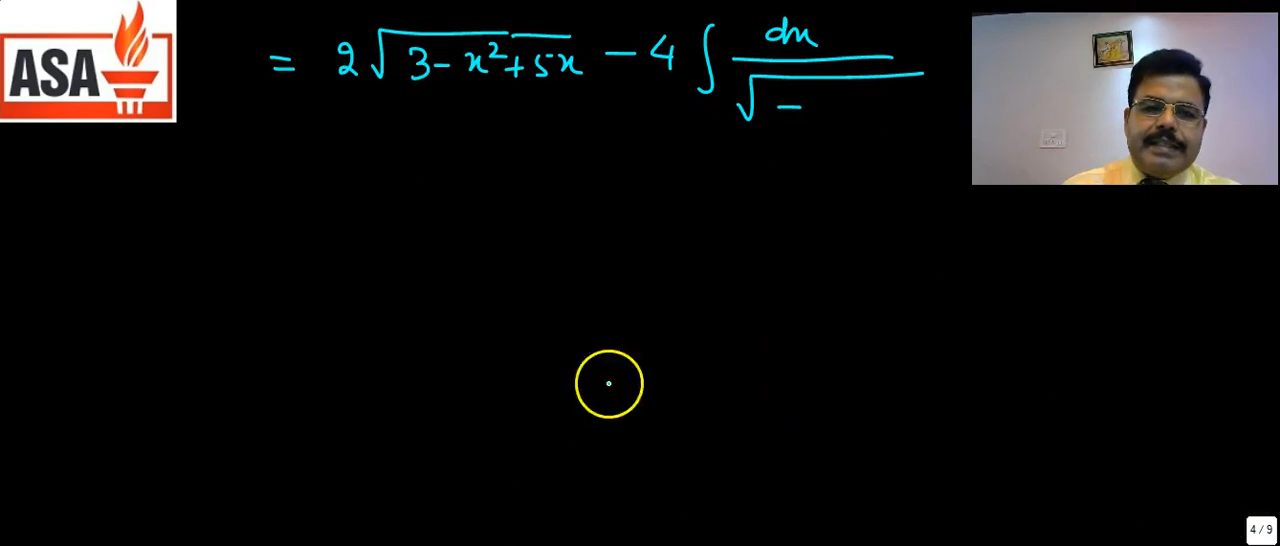 ASA
= 2√(3-x²+5x) - 4 ∫ dx / √(-
4 / 9